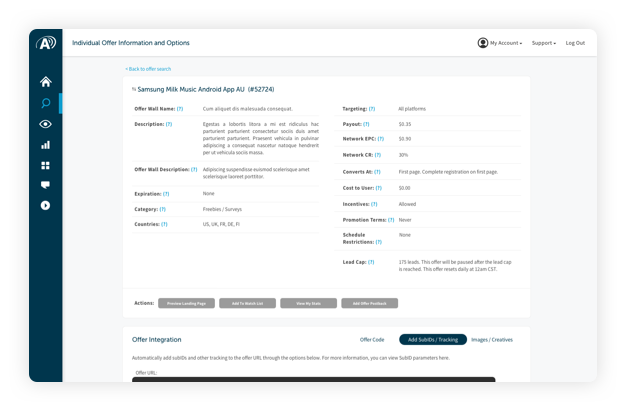 Individual Offer Information and Options
My Account
Support
Log Out
< Back to offer search
Samsung Milk Music Android App AU (#52724)
Offer Wall Name: (?)
Cum aliquet dis malesuada consequat.
Description: (?)
Egestas a lobortis litora a mi est ridiculus hac
parturient parturient consectetur sociis duis amet
parturient parturient. Praesent vehicula in pulvinar
adipiscing a consequat nascetur natoque hendrerit
per ut vehicula sociis massa.
Offer Wall Description: (?)
Adipiscing suspendisse euismod scelerisque amet
scelerisque laoreet porttitor.
Expiration: (?)
None
Category: (?)
Freebies / Surveys
Countries: (?)
US, UK, FR, DE, FI
Targeting: (?)
All platforms
Payout: (?)
$0.35
Network EPC: (?)
$0.90
Network CR: (?)
30%
Converts At: (?)
First page: Complete registration on first page.
Cost to User: (?)
$0.00
Incentives: (?)
Allowed
Promotion Terms: (?)
Never
Schedule
Restrictions: (?)
None
Lead Cap: (?)
175 leads. This offer will be paused after the lead cap
is reached. This offer resets daily at 12am CST.
Actions:
Preview Landing Page
Add To Batch List
View My Stats
Add Offer Postback
Offer Integration
Offer Code
Add SubIDs / Tracking
Images / Creatives
Automatically add subIDs and other tracking to the offer URL through the options below. For more information, you can view SubID parameters here.
Offer URL: